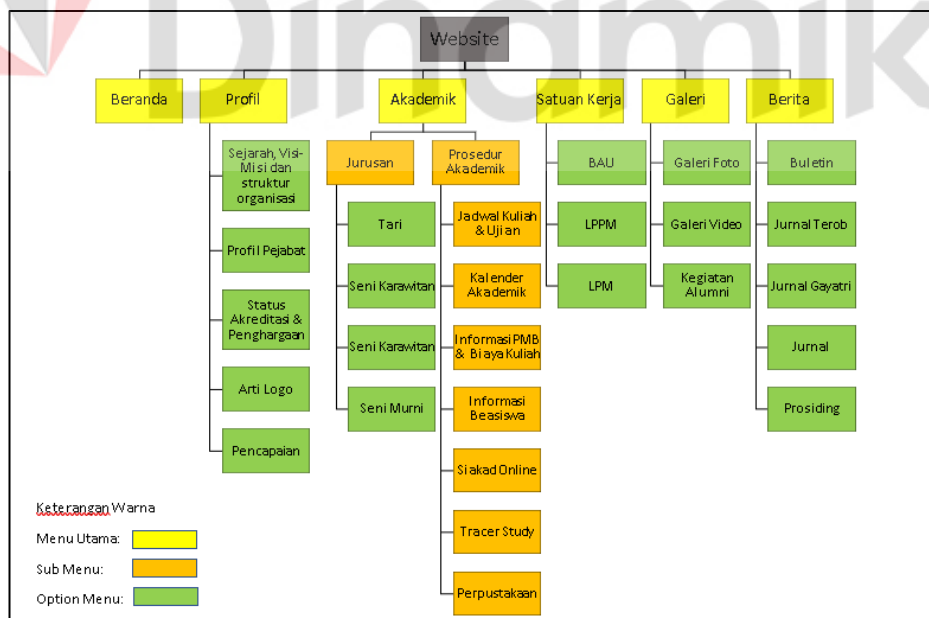 Dinamik
Website
Beranda
Profil
Akademik
Satuan Kerja
Galeri
Berita
Sejarah, Visi-
Misi dan
struktur
organisasi
Profil Pejabat
Status
Akreditasi &
Penghargaan
Arti Logo
Pencapaian
Jurusan
Tari
Seni Karawitan
Seni Karawitan
Seni Murni
Prosedur
Akademik
Jadwal Kuliah
& Ujian
Kalender
Akademik
Informasi PMB
& Biaya Kuliah
Informasi
Beasiswa
Siakad Online
Tracer Study
Perpustakaan
BAU
LPPM
LPM
Galeri Foto
Galeri Video
Kegiatan
Alumni
Buletin
Jurnal Terob
Jurnal Gayatri
Jurnal
Prosiding
Keterangan Warna
Menu Utama:
Sub Menu:
Option Menu: